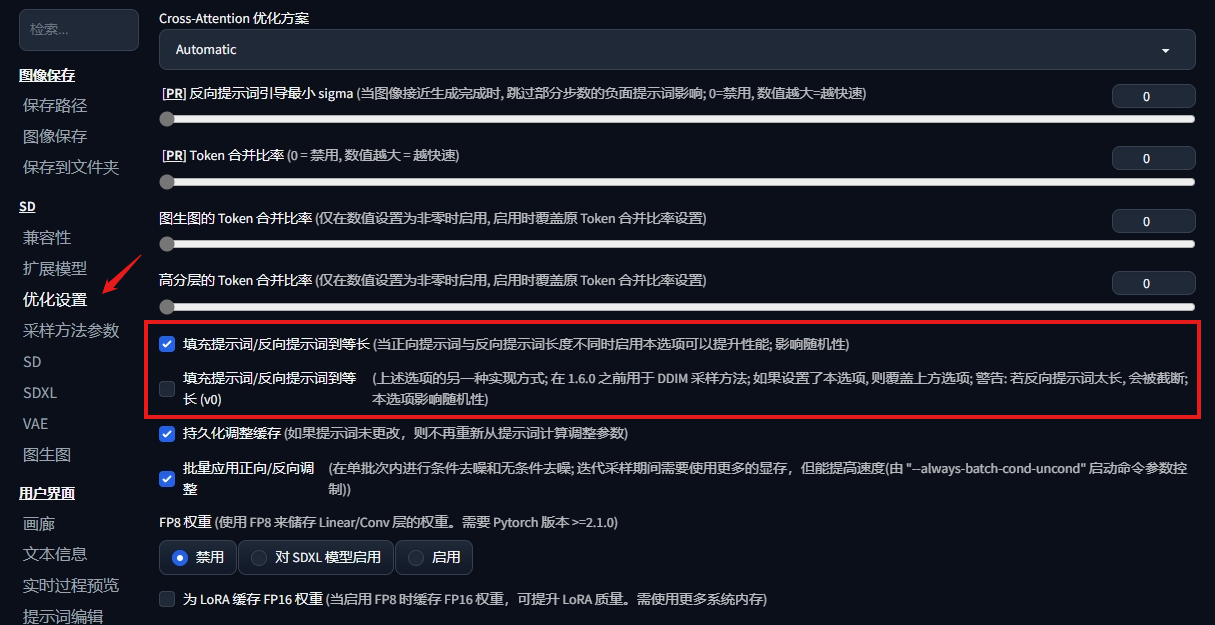 检索...
图像保存
保存路径
图像保存
保存到文件夹
SD
兼容性
扩展模型
优化设置
采样方法参数
SD
SDXL
VAE
图生图
用户界面
画廊
文本信息
实时过程预览
提示词编辑
Cross-Attention 优化方案
Automatic
[PR] 反向提示词引导最小 sigma (当图像接近生成完成时, 跳过部分步数的负面提示词影响; 0=禁用, 数值越大=越快速)
0
[PR] Token 合并比率 (0 = 禁用, 数值越大 = 越快速)
0
图生图的 Token 合并比率 (仅在数值设置为非零时启用, 启用时覆盖原 Token 合并比率设置)
0
高分层的 Token 合并比率 (仅在数值设置为非零时启用, 启用时覆盖原 Token 合并比率设置)
0
填充提示词/反向提示词到等长 (当正向提示词与反向提示词长度不同时启用本选项可以提升性能; 影响随机性)
填充提示词/反向提示词到等
长 (v0)
(上述选项的另一种实现方式; 在 1.6.0 之前用于 DDIM 采样方法; 如果设置了本选项, 则覆盖上方选项; 警告: 若反向提示词太长, 会被截断;
本选项影响随机性)
持久化调整缓存 (如果提示词未更改，则不再重新从提示词计算调整参数)
批量应用正向/反向调
整
(在单批次内进行条件去噪和无条件去噪; 迭代采样期间需要使用更多的显存，但能提高速度(由 "--always-batch-cond-uncond" 启动命令参数控
制))
FP8 权重 (使用 FP8 来储存 Linear/Conv 层的权重。需要 Pytorch 版本 >=2.1.0)
禁用
对 SDXL 模型启用
启用
为 LoRA 缓存 FP16 权重 (当启用 FP8 时缓存 FP16 权重，可提升 LoRA 质量。需使用更多系统内存)